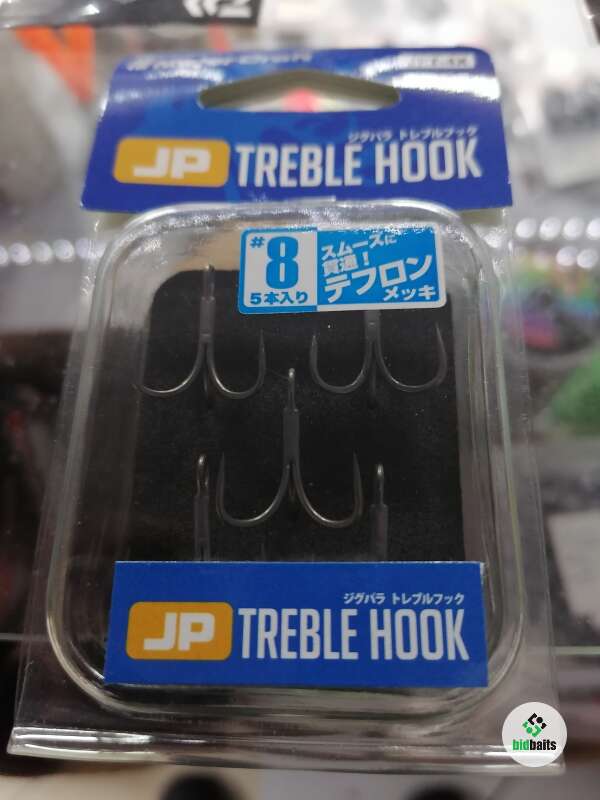 ジグパラ トレブルフック
JP TREBLE HOOK
#8
5本入り
スムーズに
貫通!
テフロン
メッキ
ジグパラ トレブルフック
JP TREBLE HOOK
bidbaits